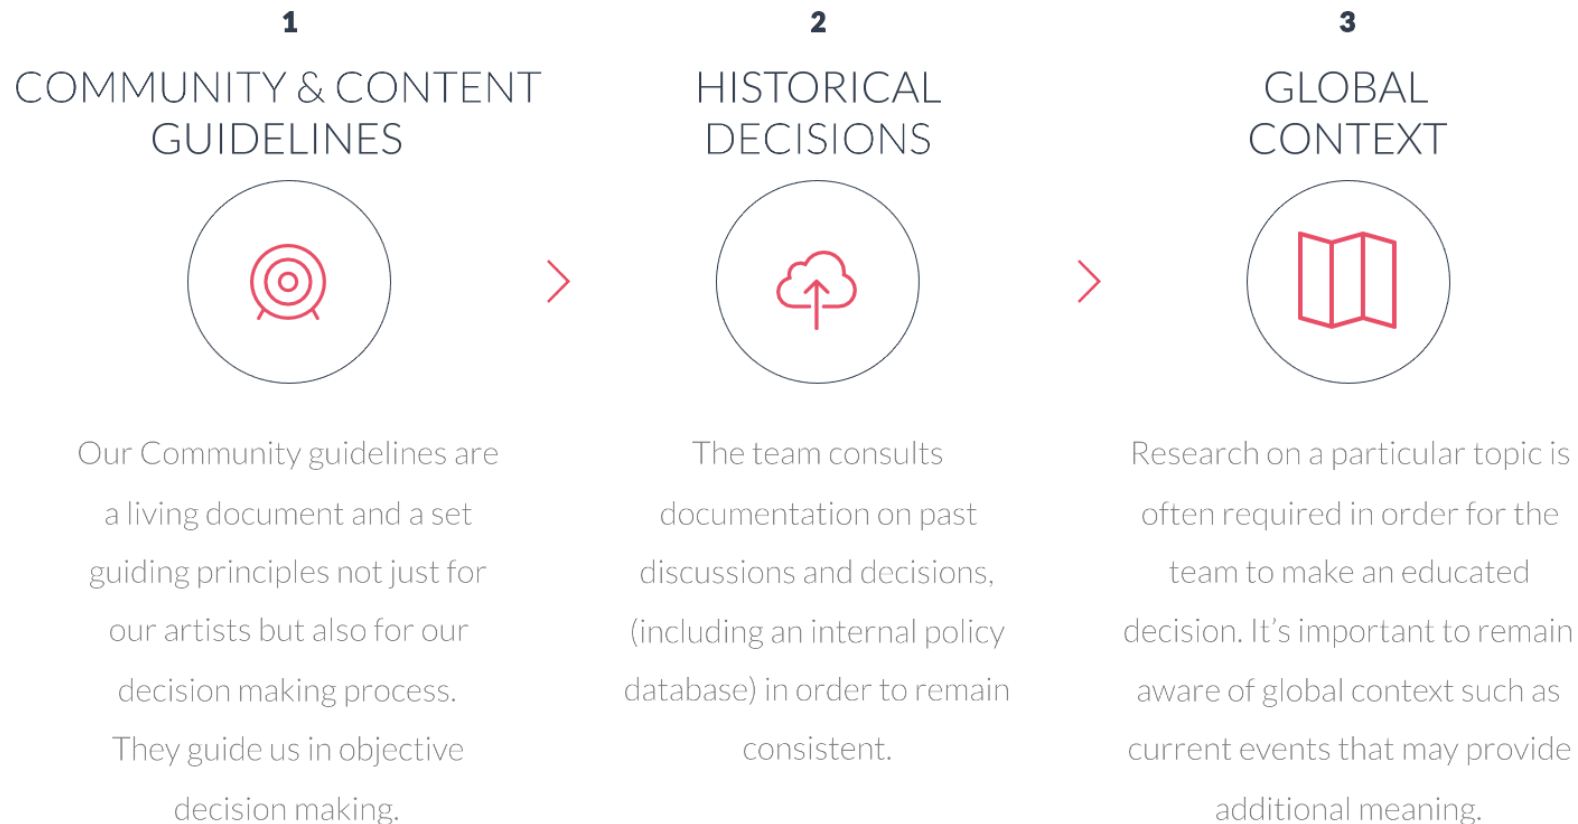 1
COMMUNITY & CONTENT
GUIDELINES
Our Community guidelines are
a living document and a set
guiding principles not just for
our artists but also for our
decision making process.
They guide us in objective
decision making.
2
HISTORICAL
DECISIONS
The team consults
documentation on past
discussions and decisions,
(including an internal policy
database) in order to remain
consistent.
3
GLOBAL
CONTEXT
Research on a particular topic is
often required in order for the
team to make an educated
decision. It’s important to remain
aware of global context such as
current events that may provide
additional meaning.